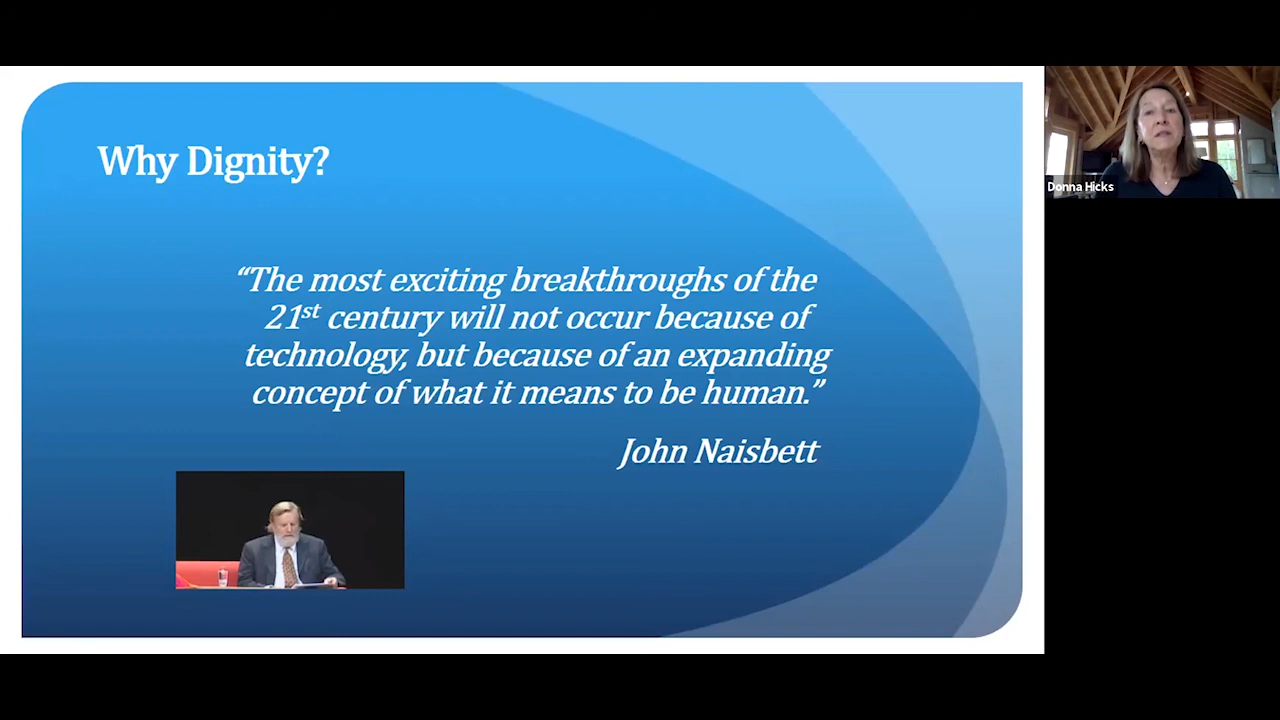 Why Dignity?
“The most exciting breakthroughs of the
21st century will not occur because of
technology, but because of an expanding
concept of what it means to be human.”
John Naisbett
Donna Hicks